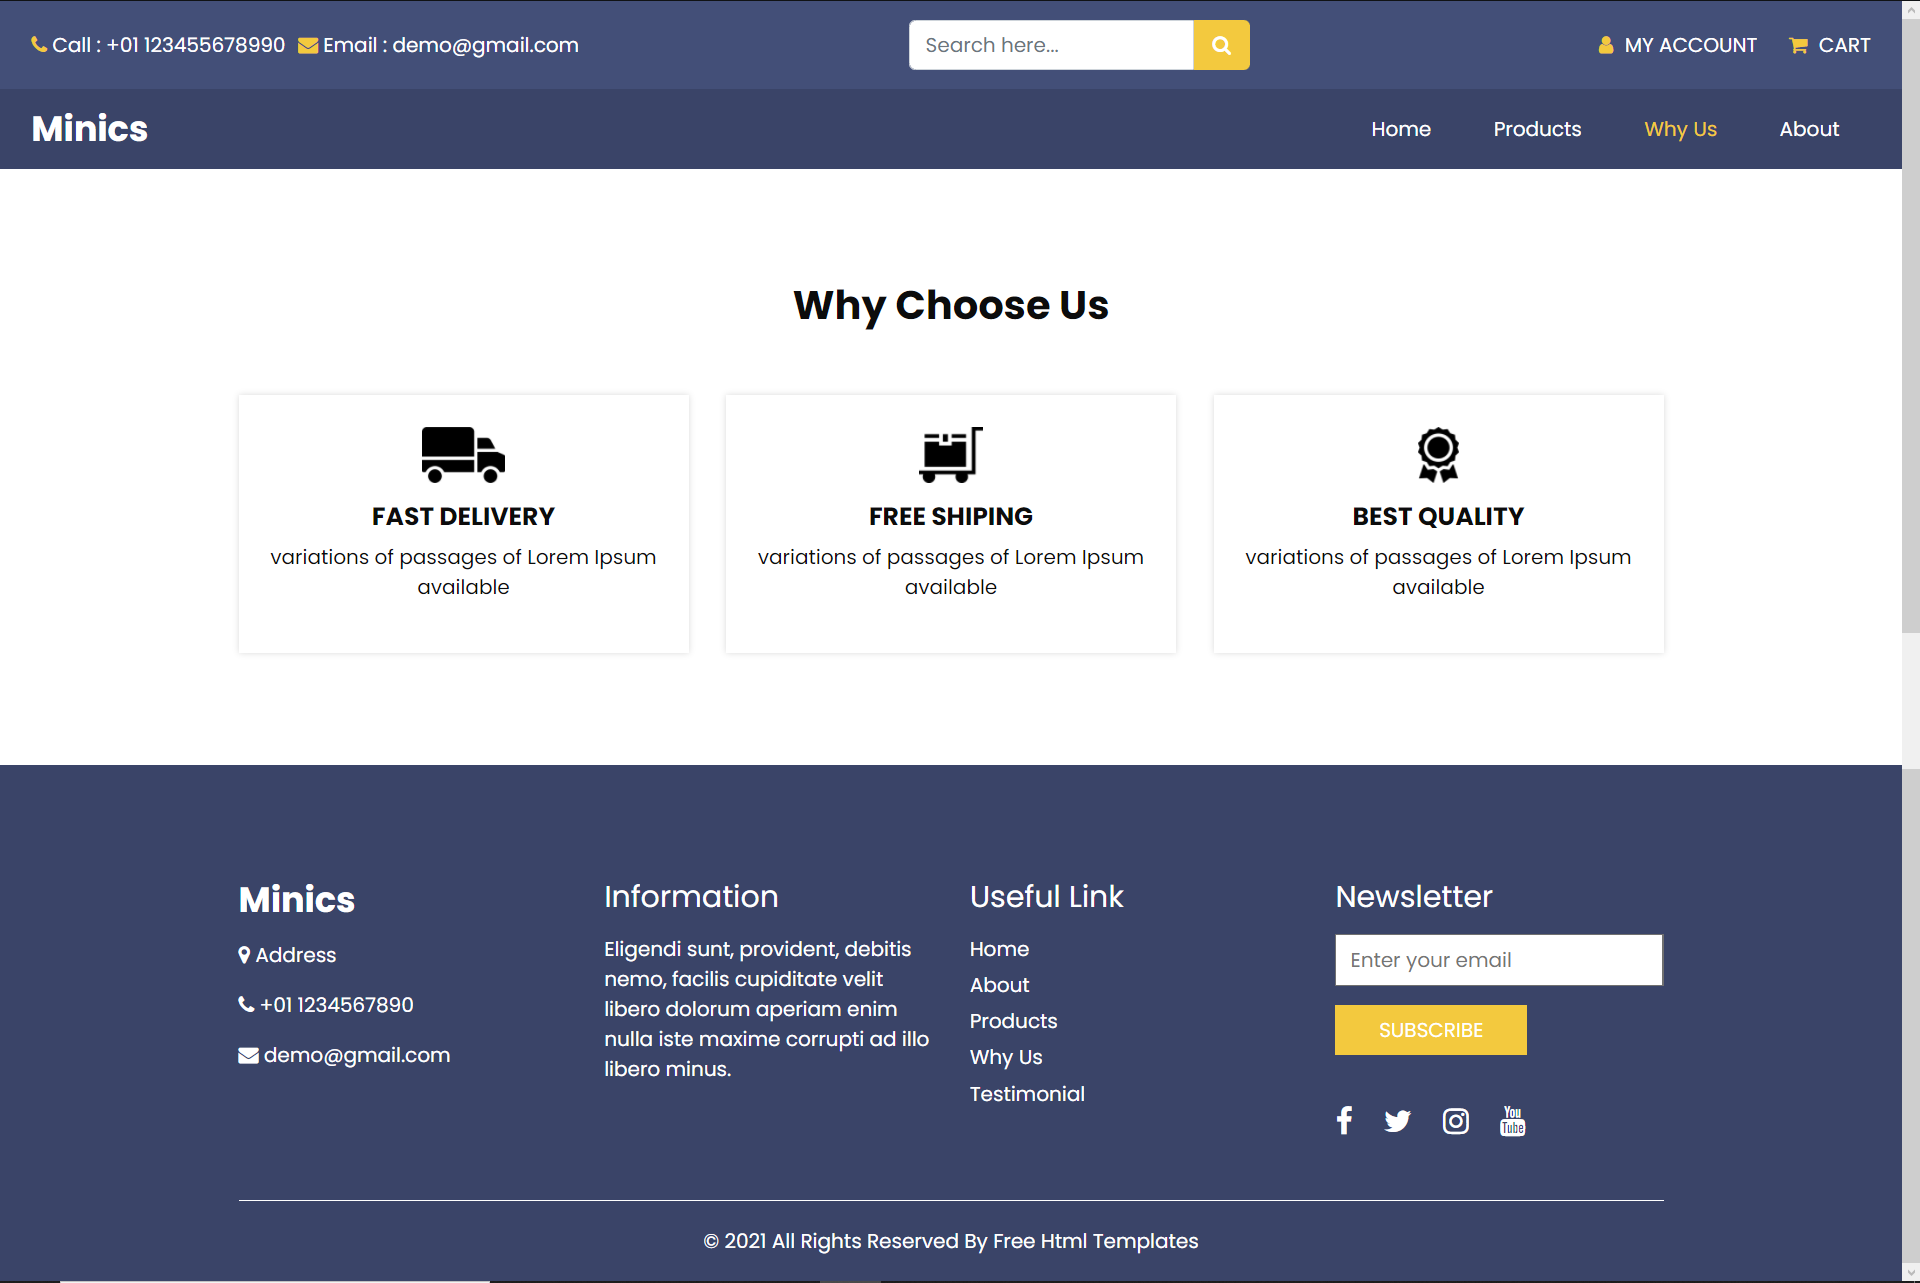 Call : +01 123455678990 Email : demo@gmail.com
Search here...
MY ACCOUNT CART
Minics
Home Products Why Us About
Why Choose Us
FAST DELIVERY
variations of passages of Lorem Ipsum
available
FREE SHIPING
variations of passages of Lorem Ipsum
available
BEST QUALITY
variations of passages of Lorem Ipsum
available
Minics
Address
+01 1234567890
demo@gmail.com
Information
Eligendi sunt, provident, debitis
nemo, facilis cupiditate velit
libero dolorum aperiam enim
nulla iste maxime corrupti ad illo
libero minus.
Useful Link
Home
About
Products
Why Us
Testimonial
Newsletter
Enter your email
SUBSCRIBE
You
Tube
© 2021 All Rights Reserved By Free Html Templates